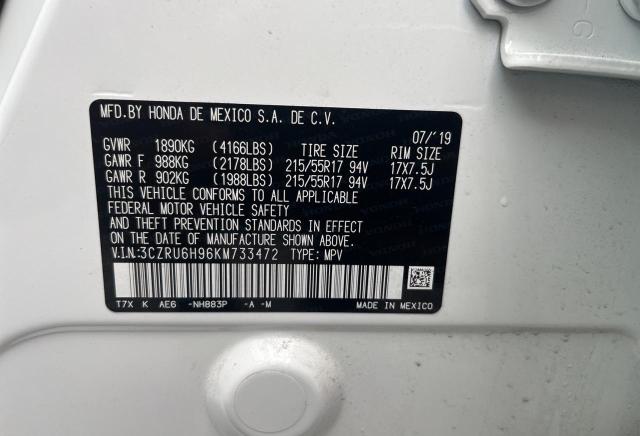 MFD.BY HONDA DE MEXICO S.A. DE C.V.
07/'19
GVWR 1890KG (4166LBS) TIRE SIZE RIM SIZE
GAWR F 988KG (2178LBS) 215/55R17 94V 17X7.5J
GAWR R 902KG (1988LBS) 215/55R17 94V 17X7.5J
THIS VEHICLE CONFORMS TO ALL APPLICABLE
FEDERAL MOTOR VEHICLE SAFETY
AND THEFT PREVENTION STANDARDS IN EFFECT
ON THE DATE OF MANUFACTURE SHOWN ABOVE.
V.I.N:3CZRU6H96KM733472 TYPE: MPV
T7X K AE6 -NH883P -A -M MADE IN MEXICO